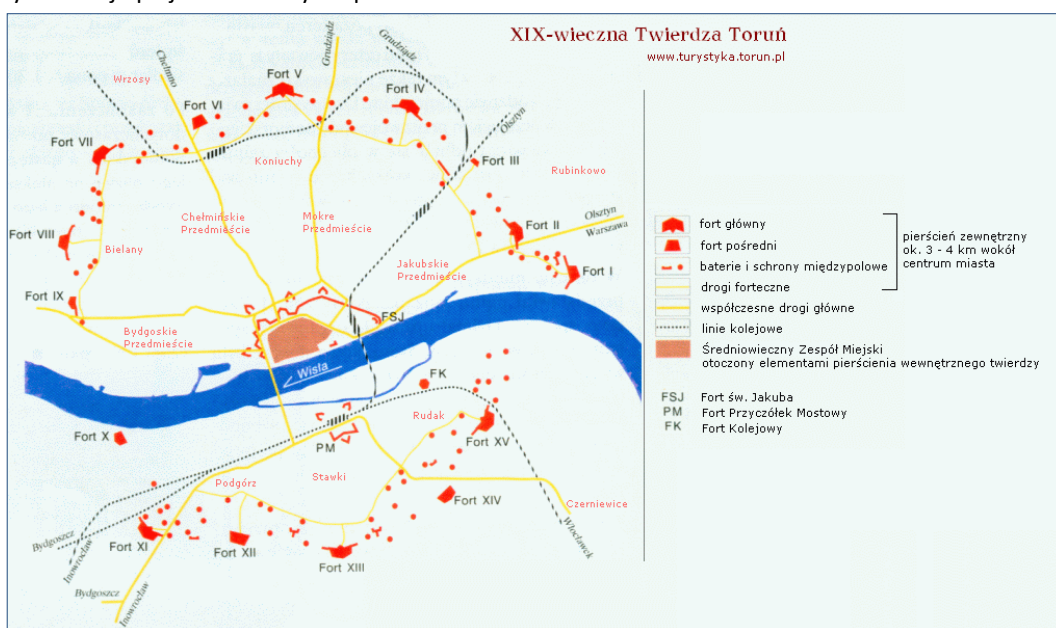 XIX-wieczna Twierdza Toruń
www.turystyka.torun.pl
Wrzosy
Chełmno
Grudziądz
Grudziądz
Fort V
Fort IV
Fort VI
Olsztyn
Fort VII
Koniuchy
Fort III
Rubinkowo
Chełmińskie
Przedmieście
Mokre
Przedmieście
Fort II
Olsztyn
Warszawa
Fort VIII
Bielany
Jakubskie
Przedmieście
Fort I
Fort IX
Bydgoskie
Przedmieście
FSJ
Wisła
FK
Rudak
Fort X
PM
Fort XV
Stawki
Podgórz
Fort XIV
Czerniewice
Bydgoszcz
Inowrocław
Fort XI
Fort XII
Fort XIII
Włocławek
Bydgoszcz
Inowrocław
fort główny
fort pośredni
baterie i schrony międzypolowe
pierścień zewnętrzny
ok. 3 - 4 km wokół
centrum miasta
drogi forteczne
współczesne drogi główne
linie kolejowe
Średniowieczny Zespół Miejski
otoczony elementami pierścienia wewnętrznego twierdzy
FSJ Fort św. Jakuba
PM Fort Przyczółek Mostowy
FK Fort Kolejowy